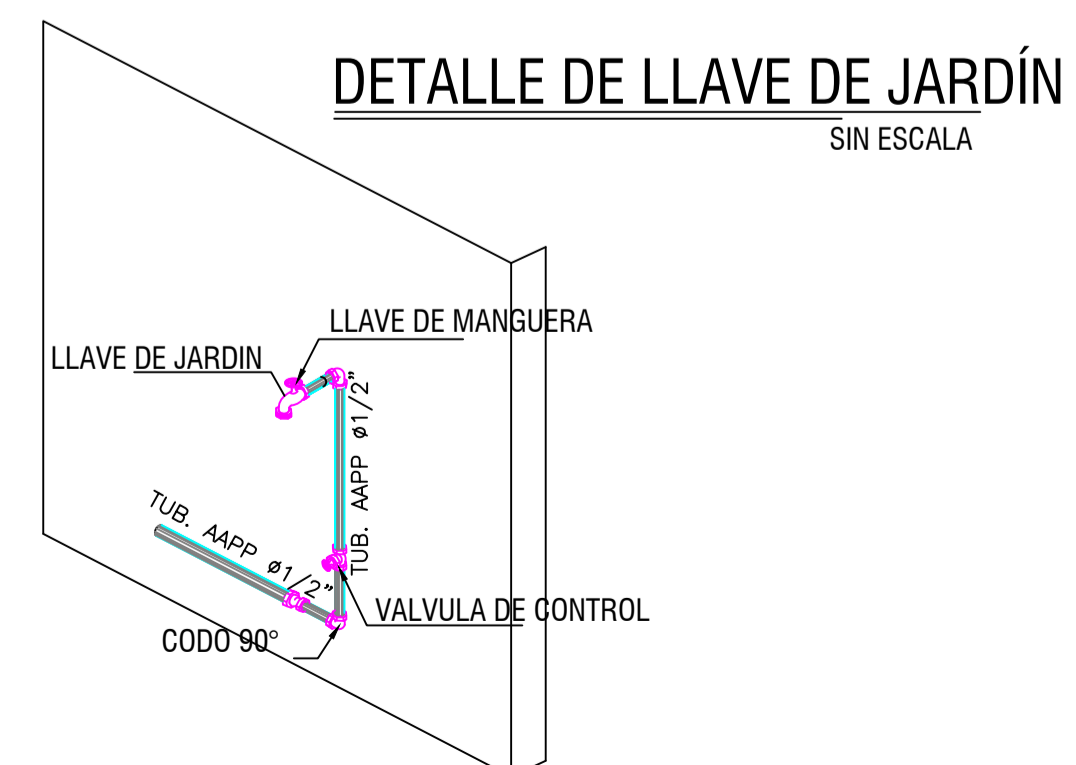 DETALLE DE LLAVE DE JARDÍN
SIN ESCALA
LLAVE DE MANGUERA
LLAVE DE JARDIN
TUB. AAPP ø1/2”
TUB. AAPP ø1/2”
VALVULA DE CONTROL
CODO 90°